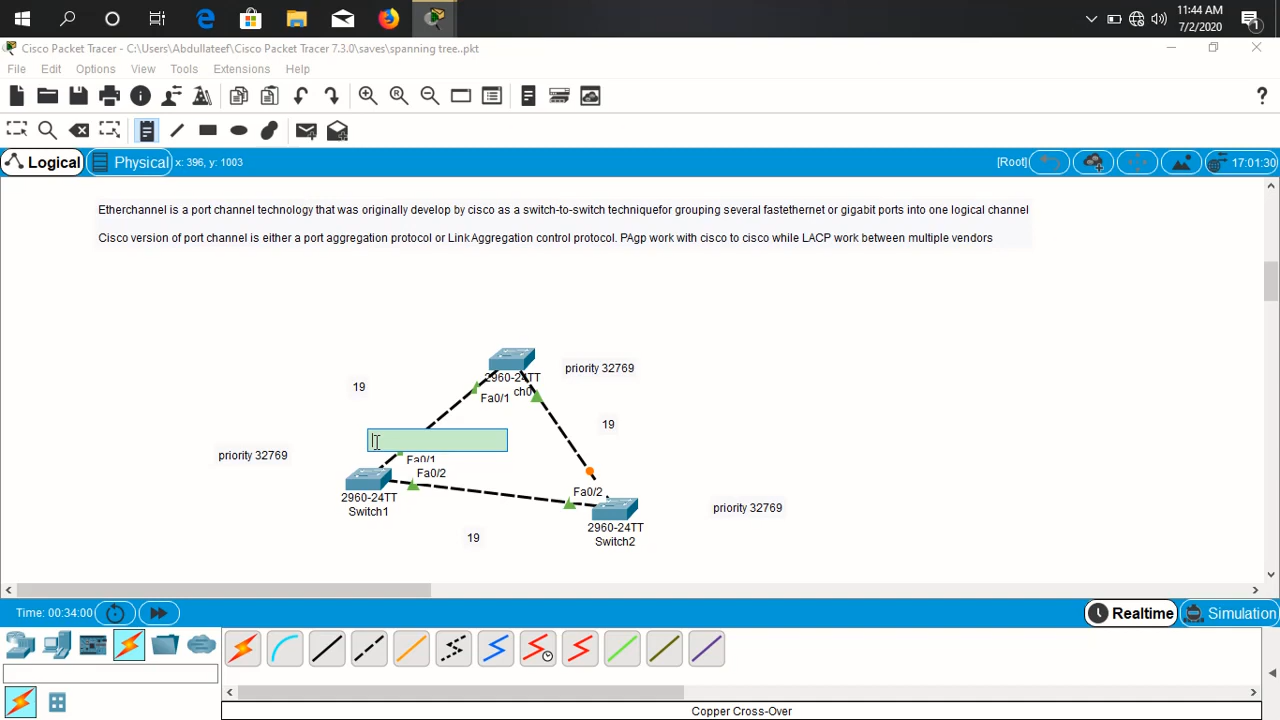 11:44 AM
7/2/2020
1
Cisco Packet Tracer - C:\Users\Abdullateef\Cisco Packet Tracer 7.3.0\saves\spanning tree..pkt
File Edit Options View Tools Extensions Help
?
Logical Physical x: 396, y: 1003 [Root] 17:01:30
Etherchannel is a port channel technology that was originally develop by cisco as a switch-to-switch techniquefor grouping several fastethernet or gigabit ports into one logical channel
Cisco version of port channel is either a port aggregation protocol or Link Aggregation control protocol. PAgp work with cisco to cisco while LACP work between multiple vendors
priority 32769
2960-24TT
ch0
19
Fa0/1
19
priority 32769
Fa0/1
Fa0/2
2960-24TT
Switch1
Fa0/2
priority 32769
2960-24TT
Switch2
19
Time: 00:34:00 Realtime Simulation
Copper Cross-Over